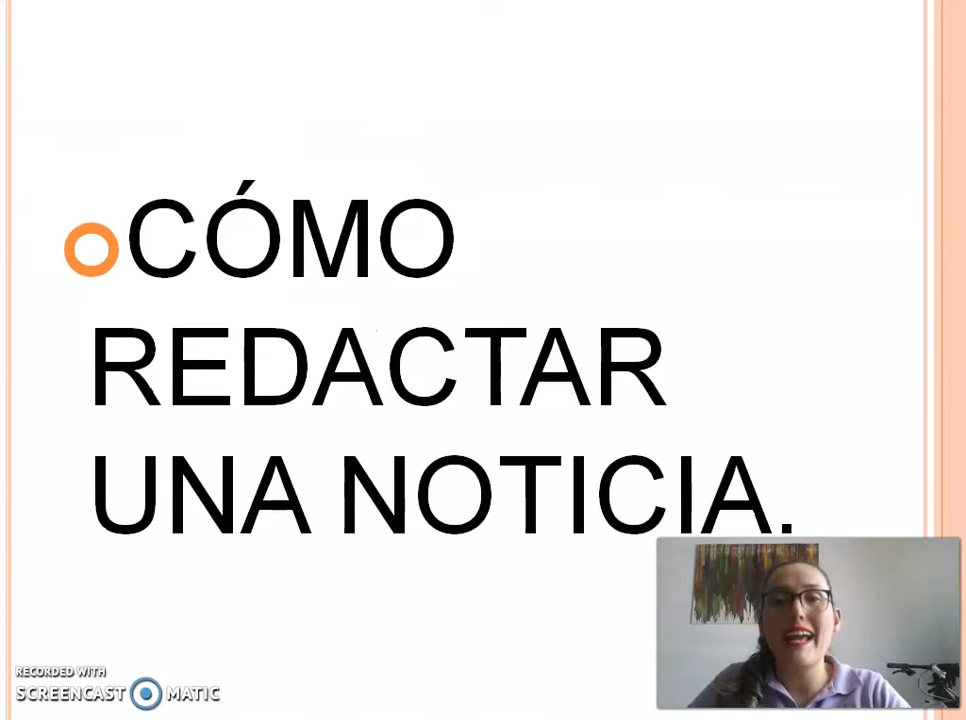 CÓMO
REDACTAR
UNA NOTICIA.
RECORDED WITH
SCREENCAST MATIC